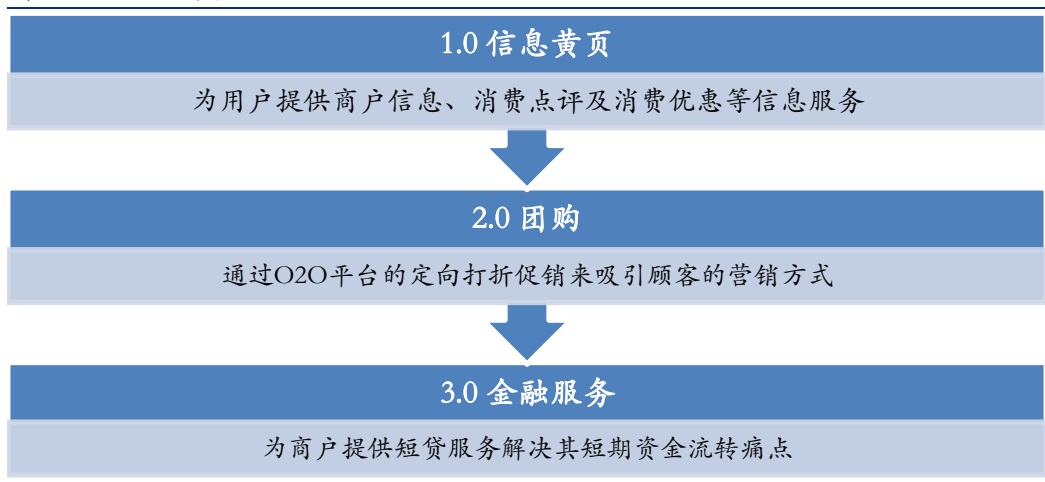 1.0 信息黄页
为用户提供商户信息、消费点评及消费优惠等信息服务
2.0 团购
通过O2O平台的定向打折促销来吸引顾客的营销方式
3.0 金融服务
为商户提供短贷服务解决其短期资金流转痛点